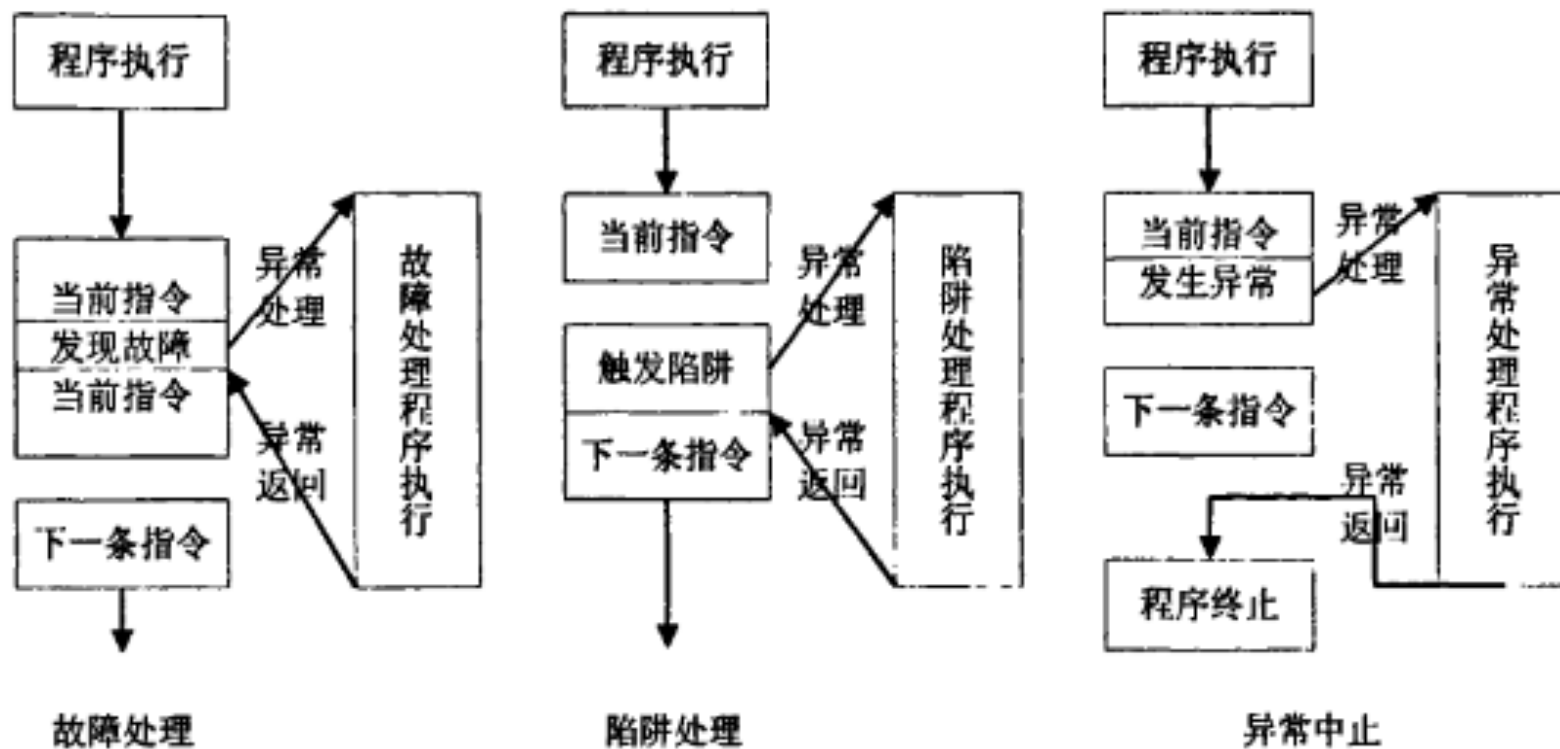 程序执行
当前指令
发现故障
当前指令
下一条指令
异常
处理
异常
返回
故障处理程序执行
故障处理
程序执行
当前指令
触发陷阱
下一条指令
异常
处理
异常
返回
陷阱处理程序执行
陷阱处理
程序执行
当前指令
发生异常
下一条指令
程序终止
异常
处理
异常
返回
异常处理程序执行
异常中止